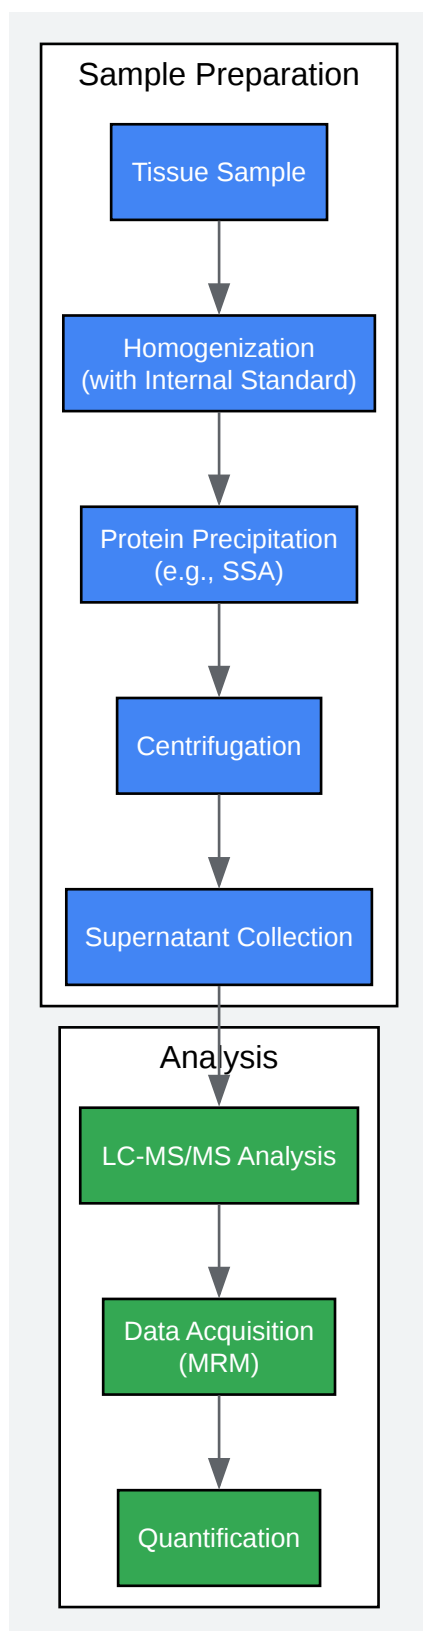 Sample Preparation
Tissue Sample
Homogenization
(with Internal Standard)
Protein Precipitation
(e.g., SSA)
Centrifugation
Supernatant Collection
Analysis
LC-MS/MS Analysis
Data Acquisition
(MRM)
Quantification